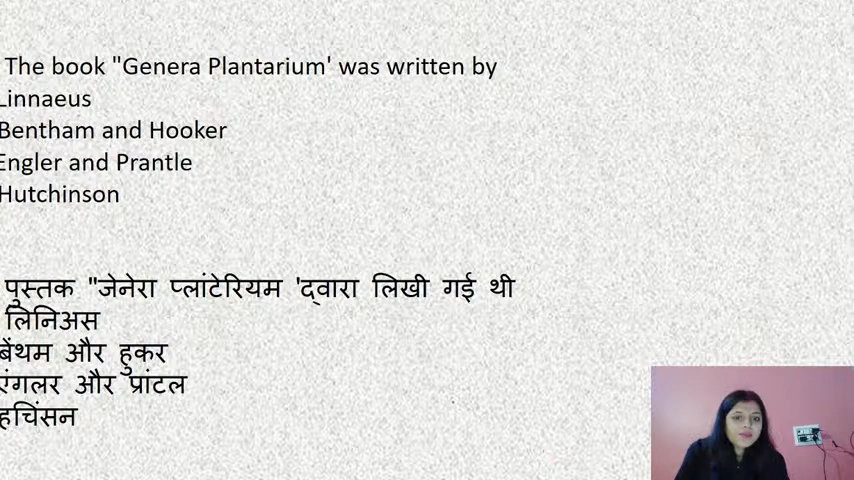 The book "Genera Plantarium' was written by
Linnaeus
Bentham and Hooker
Engler and Prantle
Hutchinson
पुस्तक "जेनेरा प्लांटेरियम 'द्वारा लिखी गई थी
लिनिअस
बेंथम और हुकर
एंगलर और प्रांटल
हचिंसन